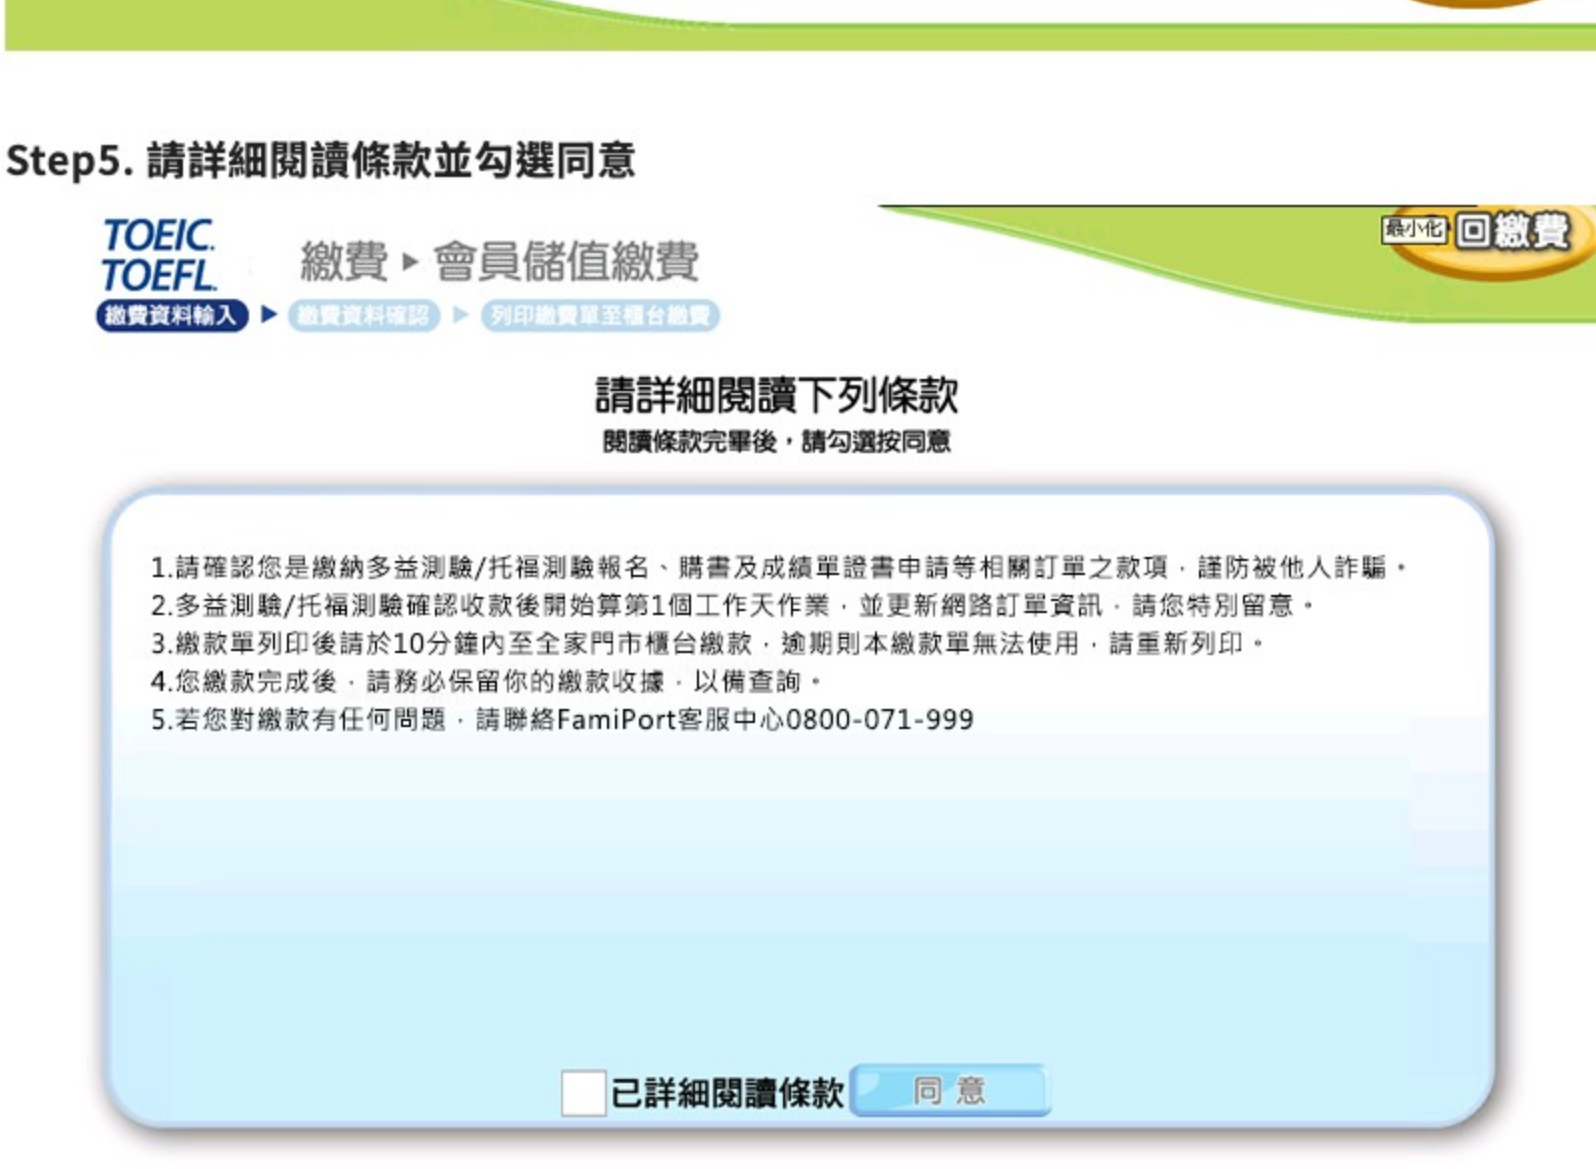 Step5. 請詳細閱讀條款並勾選同意
TOEIC.
TOEFL.
繳費▸會員儲值繳費
最小化
回繳費
繳費資料輸入 ▶ 繳費資料確認 ▶ 列印繳費單至櫃台繳費
請詳細閱讀下列條款
閱讀條款完畢後，請勾選按同意
1.請確認您是繳納多益測驗/托福測驗報名、購書及成績單證書申請等相關訂單之款項，謹防被他人詐騙。
2.多益測驗/托福測驗確認收款後開始算第1個工作天作業，並更新網路訂單資訊，請您特別留意。
3.繳款單列印後請於10分鐘內至全家門市櫃台繳款，逾期則本繳款單無法使用，請重新列印。
4.您繳款完成後，請務必保留你的繳款收據，以備查詢。
5.若您對繳款有任何問題，請聯絡FamiPort客服中心0800-071-999
已詳細閱讀條款 同意